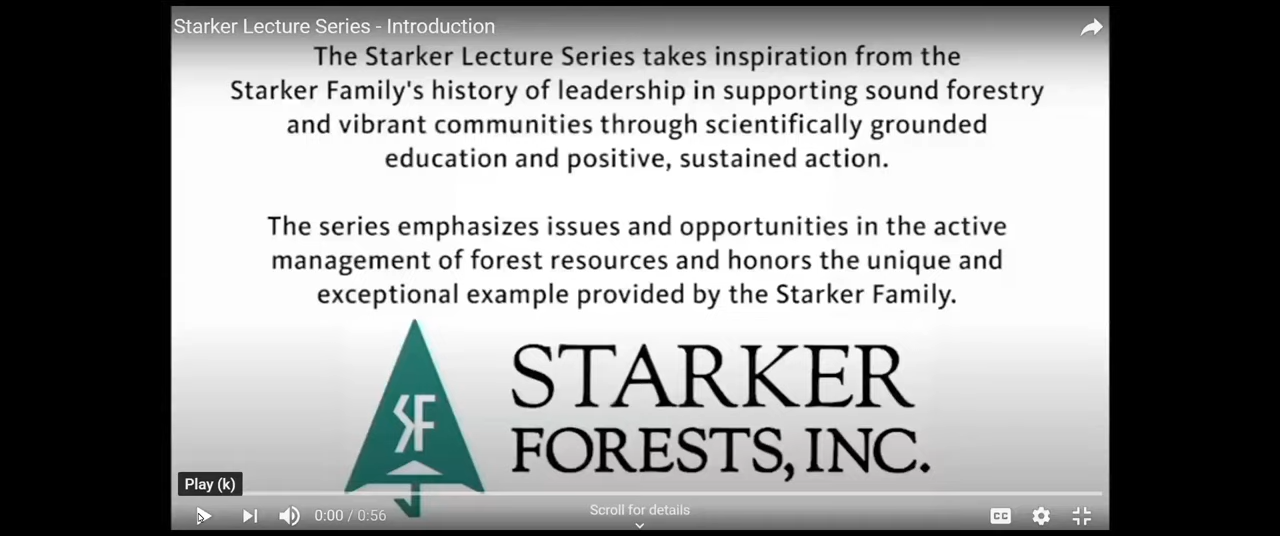 Starker Lecture Series - Introduction
The Starker Lecture Series takes inspiration from the
Starker Family's history of leadership in supporting sound forestry
and vibrant communities through scientifically grounded
education and positive, sustained action.
The series emphasizes issues and opportunities in the active
management of forest resources and honors the unique and
exceptional example provided by the Starker Family.
SF
STARKER
FORESTS, INC.
Play (k)
0:00 / 0:56
Scroll for details
CC